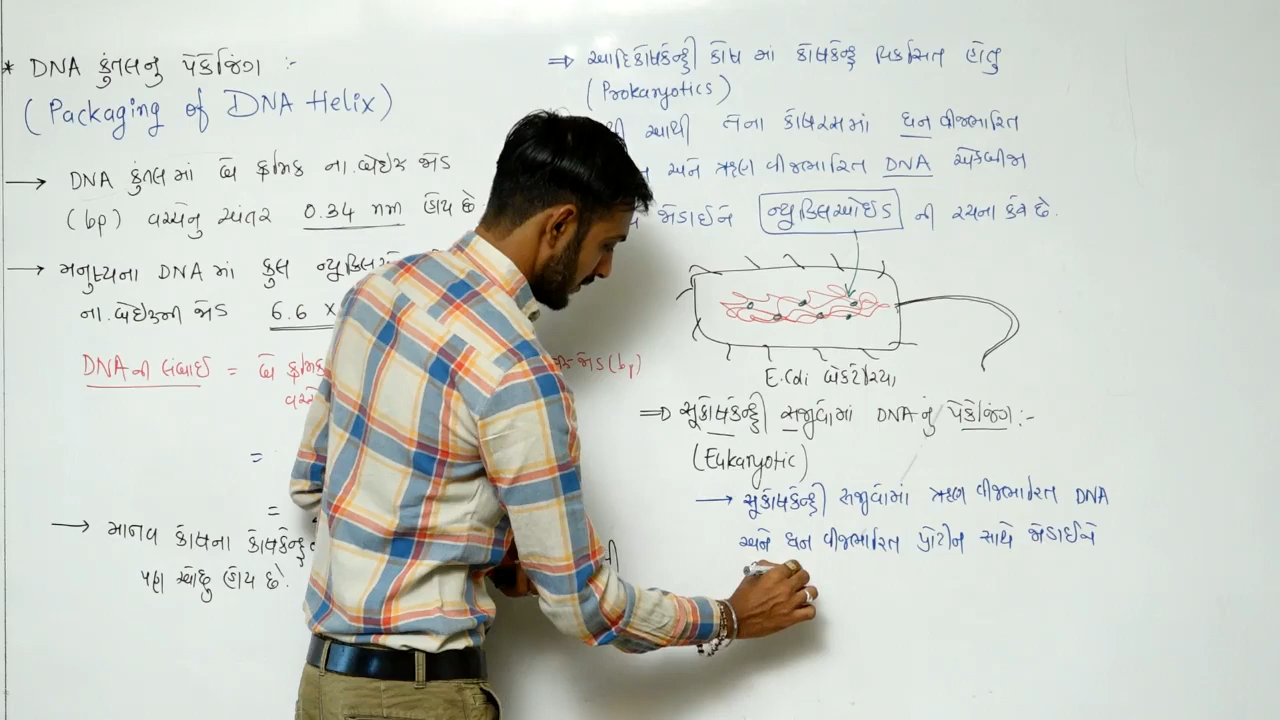 * DNA કુંતલનું પેકેજિંગ :-
(Packaging of DNA Helix)
→ DNA કુંતલમાં બે ક્રમિક ના.બેઇઝ જોડ
(bp) વચ્ચેનું અંતર 0.34 nm હોય છે.
→ મનુષ્યના DNA માં કુલ
ના.બેઇઝની જોડ 6.6 ×
DNA ની લંબાઈ = બે ક્રમિક જોડ (bp)
=
=
→ માનવ કોષના
પણ ઓછું હોય છે.
⇒ આદિકોષકેન્દ્રી કોષ માં કોષકેન્દ્ર વિકસિત હોતું
(Prokaryotics)
આથી તેના કોષરસમાં ધન વીજભારિત
અને ઋણ વીજભારિત DNA એકબીજા
જોડાઈને ન્યુક્લિઓઇડ ની રચના કરે છે.
E.Coli બેક્ટેરિયા
⇒ સુકોષકેન્દ્રી સજીવોમાં DNA નું પેકેજિંગ :-
(Eukaryotic)
→ સુકોષકેન્દ્રી સજીવોમાં ઋણ વીજભારિત DNA
અને ધન વીજભારિત પ્રોટીન સાથે જોડાઈને